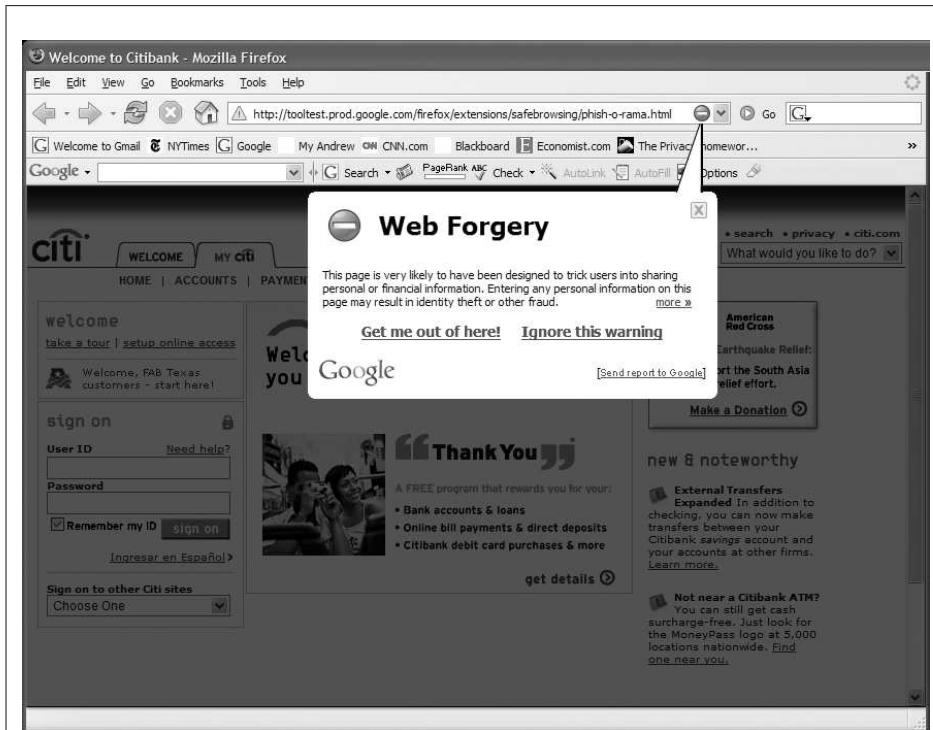 Welcome to Citibank - Mozilla Firefox
File Edit View Go Bookmarks Tools Help
http://tooltest.prod.google.com/firefox/extensions/safebrowsing/phish-o-rama.html Go G
G Welcome to Gmail NYTimes G Google My Andrew CNN.com Blackboard E Economist.com The Privacy homewor... »
Google G Search PageRank ABC Check AutoLink AutoFill Options
Web Forgery
This page is very likely to have been designed to trick users into sharing
personal or financial information. Entering any personal information on this
page may result in identity theft or other fraud. more »
Get me out of here! Ignore this warning
Google [Send report to Google]
citi
WELCOME MY citi
• search • privacy • citi.com
What would you like to do?
HOME | ACCOUNTS | PAYMEN
welcome
take a tour | setup online access
Welcome, FAB Texas
customers - start here!
sign on
User ID Need help?
Password
Remember my ID sign on
Ingresar en Español
Sign on to other Citi sites
Choose One
Welc
you
“Thank You”
A FREE program that rewards you for your:
• Bank accounts & loans
• Online bill payments & direct deposits
• Citibank debit card purchases & more
get details
American
Red Cross
Earthquake Relief:
rt the South Asia
relief effort.
Make a Donation
new & noteworthy
External Transfers
Expanded In addition to
checking, you can now make
transfers between your
Citibank savings account and
your accounts at other firms.
Learn more.
Not near a Citibank ATM?
You can still get cash
surcharge-free. Just look for
the MoneyPass logo at 5,000
locations nationwide. Find
one near you.